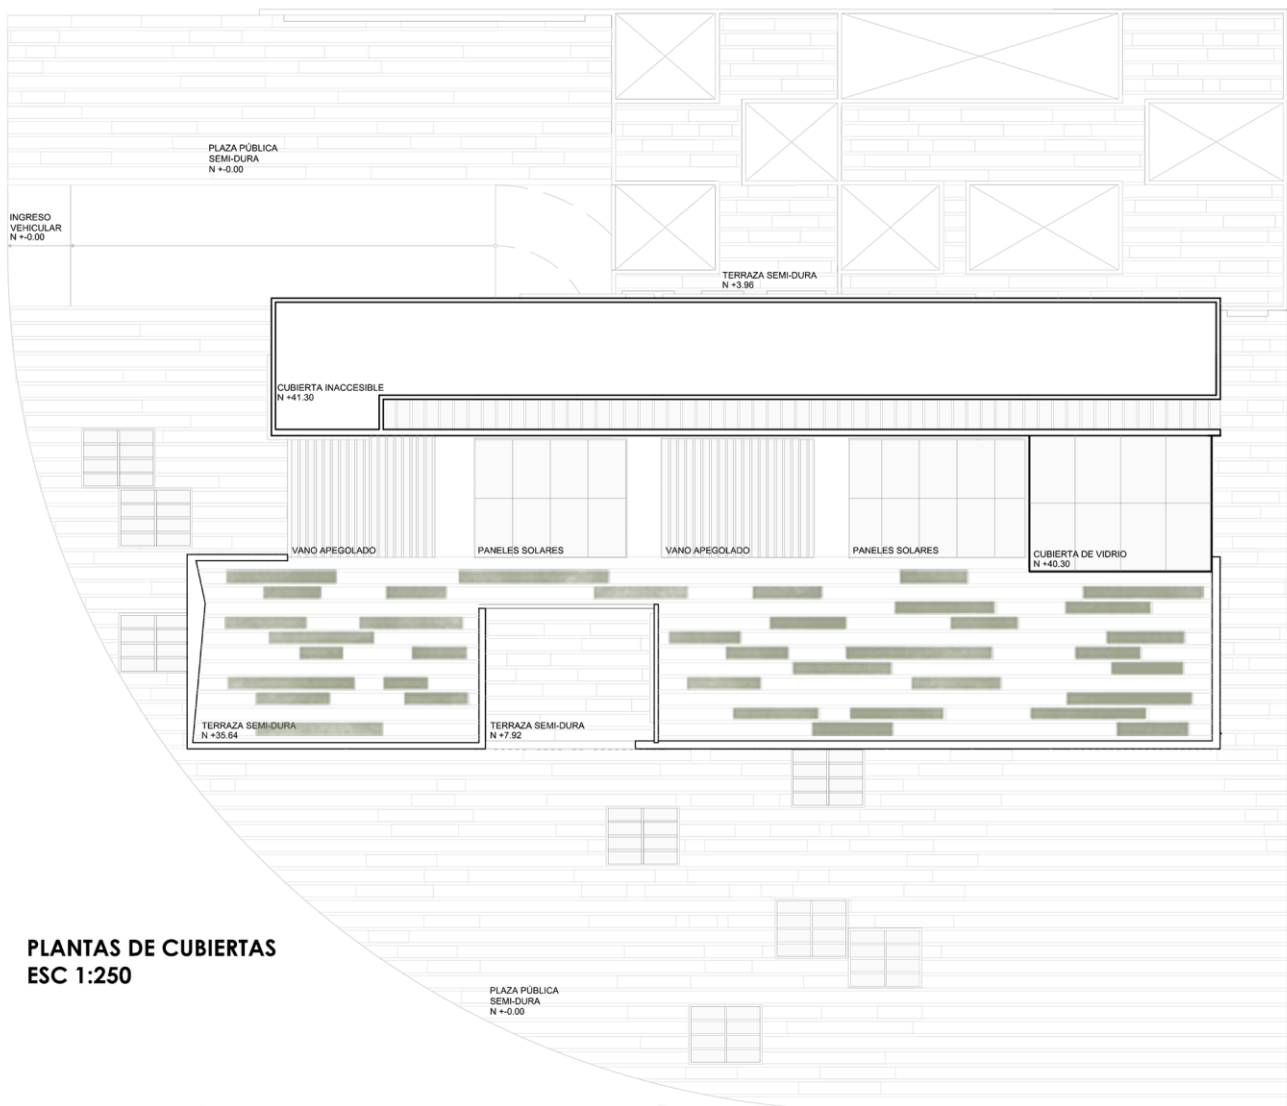 PLAZA PÚBLICA
SEMI-DURA
N +-0.00
INGRESO
VEHICULAR
N +-0.00
TERRAZA SEMI-DURA
N +3.96
CUBIERTA INACCESIBLE
N +41.30
VANO APEGOLADO
PANELES SOLARES
VANO APEGOLADO
PANELES SOLARES
CUBIERTA DE VIDRIO
N +40.30
TERRAZA SEMI-DURA
N +35.64
TERRAZA SEMI-DURA
N +7.92
PLANTAS DE CUBIERTAS
ESC 1:250
PLAZA PÚBLICA
SEMI-DURA
N +-0.00